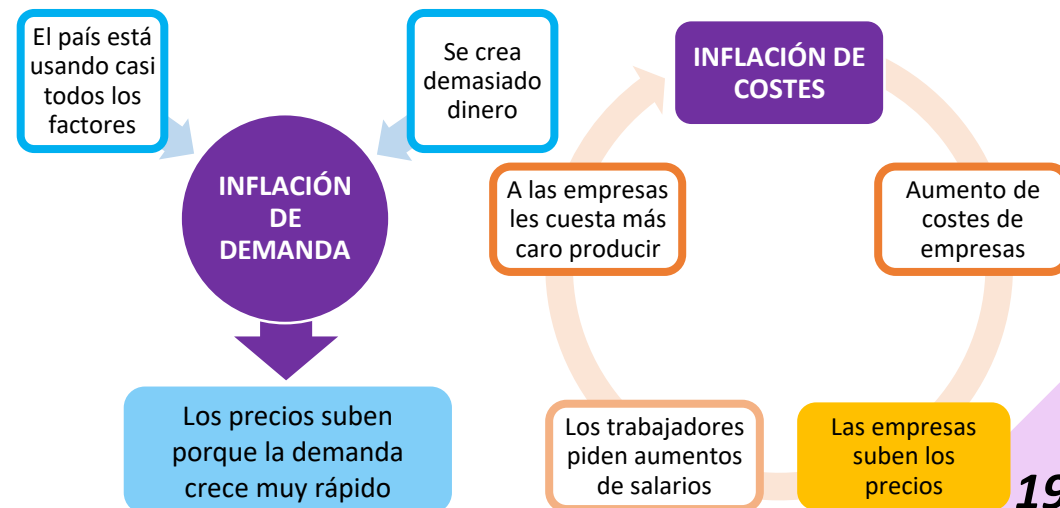 El país está
usando casi
todos los
factores
Se crea
demasiado
dinero
INFLACIÓN
DE
DEMANDA
Los precios suben
porque la demanda
crece muy rápido
INFLACIÓN DE
COSTES
Aumento de
costes de
empresas
Las empresas
suben los
precios
Los trabajadores
piden aumentos
de salarios
A las empresas
les cuesta más
caro producir
19